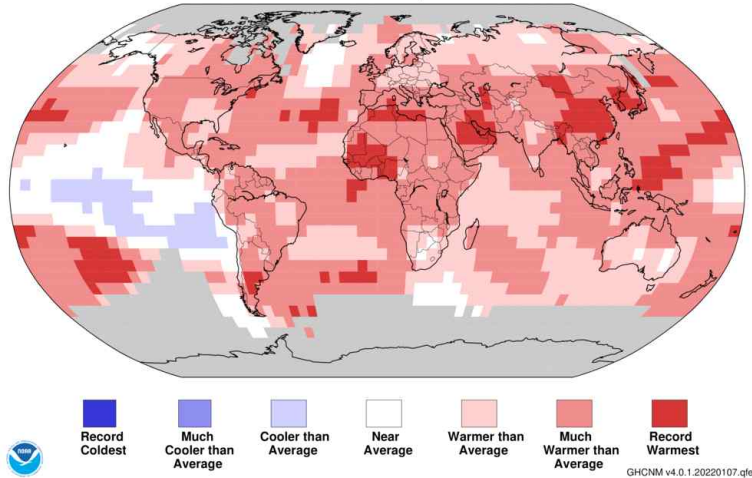 Record
Coldest
Much
Cooler than
Average
Cooler than
Average
Near
Average
Warmer than
Average
Much
Warmer than
Average
Record
Warmest
NOAA
GHCNM v4.0.1.20220107.qfe